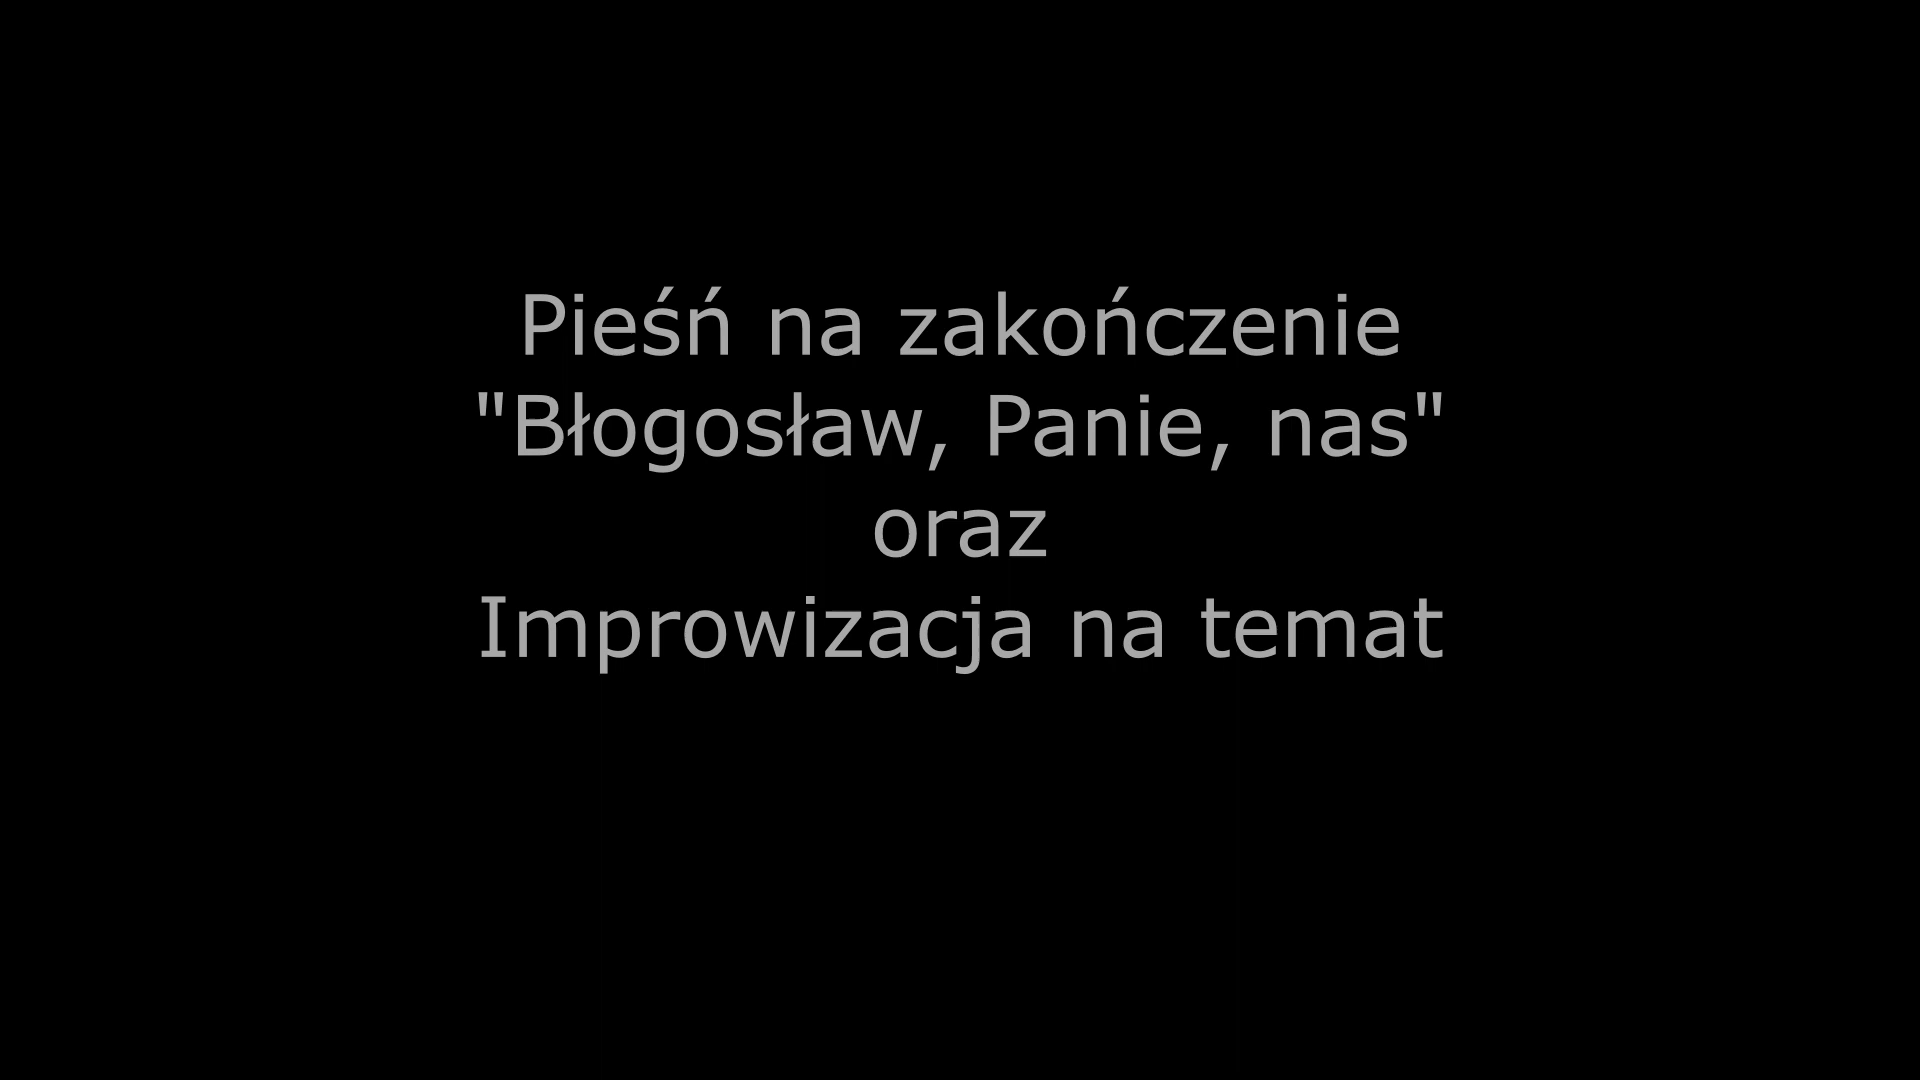 Pieśń na zakończenie
"Błogosław, Panie, nas"
oraz
Improwizacja na temat